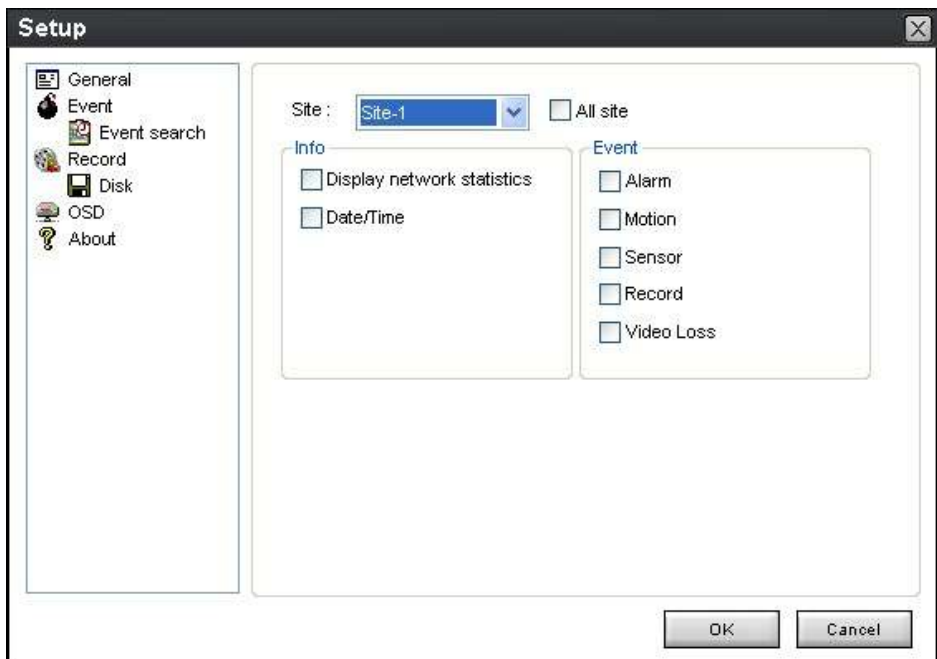 Setup
General
Event
Event search
Record
Disk
OSD
About
Site :
Site-1
All site
Info
Display network statistics
Date/Time
Event
Alarm
Motion
Sensor
Record
Video Loss
OK
Cancel